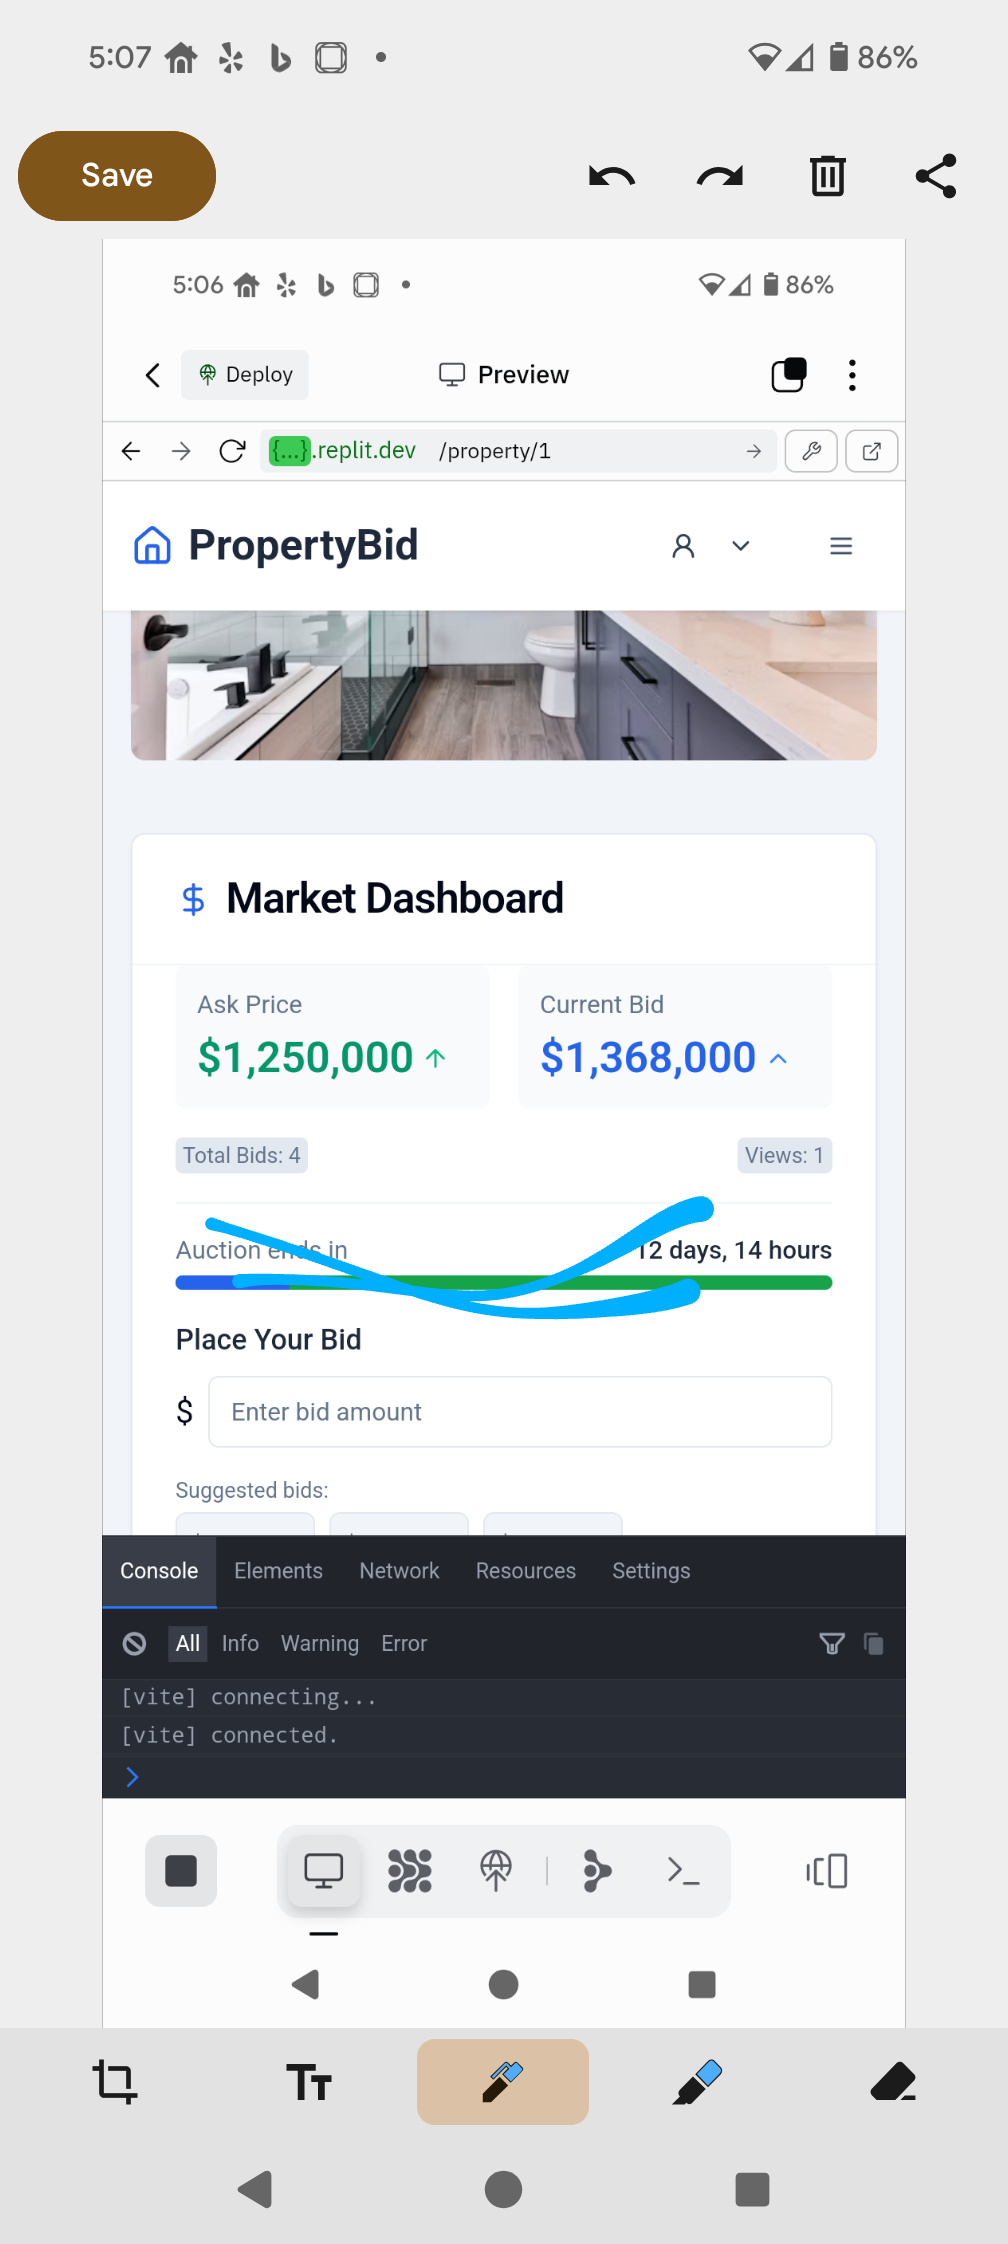 5:07
86%
Save
5:06
86%
Deploy
Preview
{...}.replit.dev /property/1
PropertyBid
$ Market Dashboard
Ask Price
Current Bid
$1,250,000
$1,368,000
Total Bids: 4
Views: 1
Auction ends in
12 days, 14 hours
Place Your Bid
$ Enter bid amount
Suggested bids:
Console Elements Network Resources Settings
All Info Warning Error
[vite] connecting...
[vite] connected.
>
TT